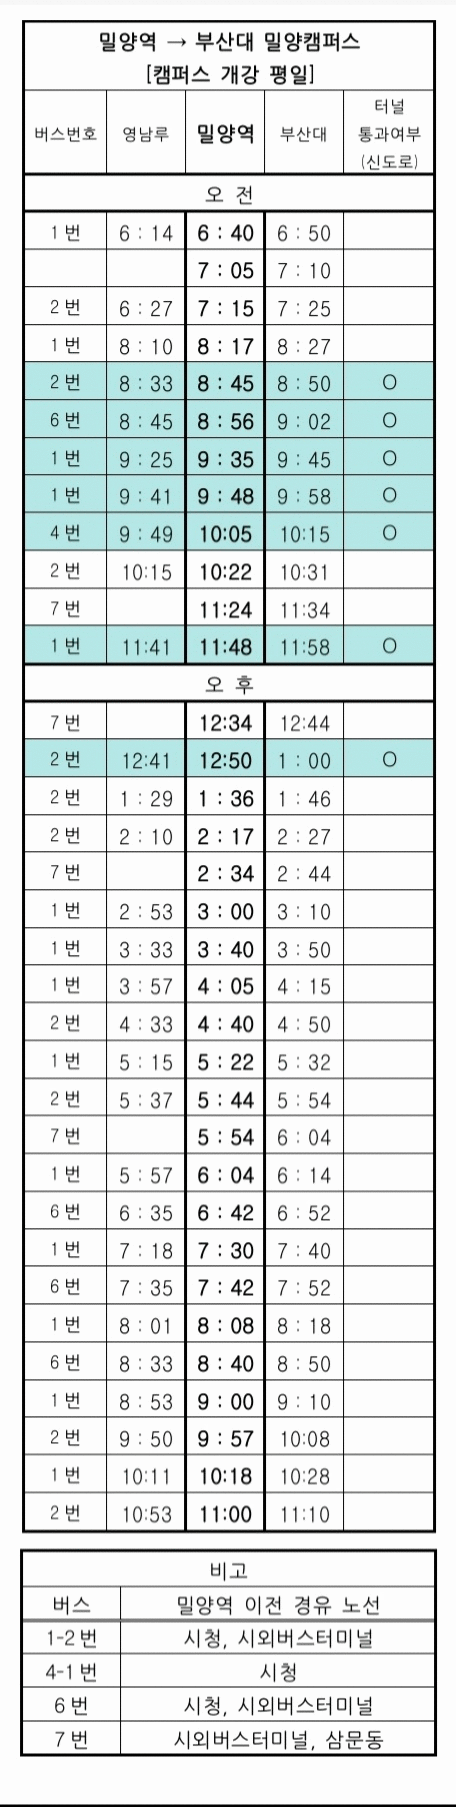 밀양역 → 부산대 밀양캠퍼스
[캠퍼스 개강 평일]
버스번호 영남루 밀양역 부산대 터널
통과여부
(신도로)
오 전
1번 6 : 14 6 : 40 6 : 50
7 : 05 7 : 10
2번 6 : 27 7 : 15 7 : 25
1번 8 : 10 8 : 17 8 : 27
2번 8 : 33 8 : 45 8 : 50 O
6번 8 : 45 8 : 56 9 : 02 O
1번 9 : 25 9 : 35 9 : 45 O
1번 9 : 41 9 : 48 9 : 58 O
4번 9 : 49 10:05 10:15 O
2번 10:15 10:22 10:31
7번 11:24 11:34
1번 11:41 11:48 11:58 O
오 후
7번 12:34 12:44
2번 12:41 12:50 1 : 00 O
2번 1 : 29 1 : 36 1 : 46
2번 2 : 10 2 : 17 2 : 27
7번 2 : 34 2 : 44
1번 2 : 53 3 : 00 3 : 10
1번 3 : 33 3 : 40 3 : 50
1번 3 : 57 4 : 05 4 : 15
2번 4 : 33 4 : 40 4 : 50
1번 5 : 15 5 : 22 5 : 32
2번 5 : 37 5 : 44 5 : 54
7번 5 : 54 6 : 04
1번 5 : 57 6 : 04 6 : 14
6번 6 : 35 6 : 42 6 : 52
1번 7 : 18 7 : 30 7 : 40
6번 7 : 35 7 : 42 7 : 52
1번 8 : 01 8 : 08 8 : 18
6번 8 : 33 8 : 40 8 : 50
1번 8 : 53 9 : 00 9 : 10
2번 9 : 50 9 : 57 10:08
1번 10:11 10:18 10:28
2번 10:53 11:00 11:10
비고
버스 밀양역 이전 경유 노선
1-2번 시청, 시외버스터미널
4-1번 시청
6번 시청, 시외버스터미널
7번 시외버스터미널, 삼문동